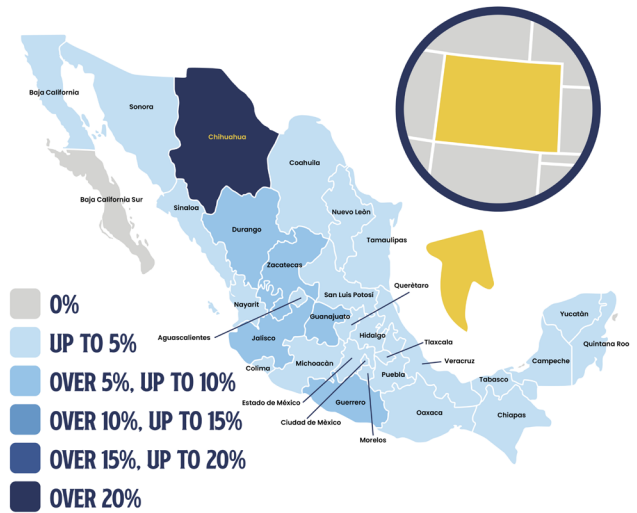 Baja California
Sonora
Chihuahua
Coahuila
Baja California Sur
Sinaloa
Nuevo León
Durango
Tamaulipas
Zacatecas
Querétaro
San Luis Potosí
Nayarit
Guanajuato
Yucatán
Aguascalientes
Jalisco
Hidalgo
Tlaxcala
Quintana Roo
Colima
Michoacán
Veracruz
Campeche
Puebla
Tabasco
Estado de México
Guerrero
Oaxaca
Chiapas
Ciudad de México
Morelos
0%
UP TO 5%
OVER 5%, UP TO 10%
OVER 10%, UP TO 15%
OVER 15%, UP TO 20%
OVER 20%